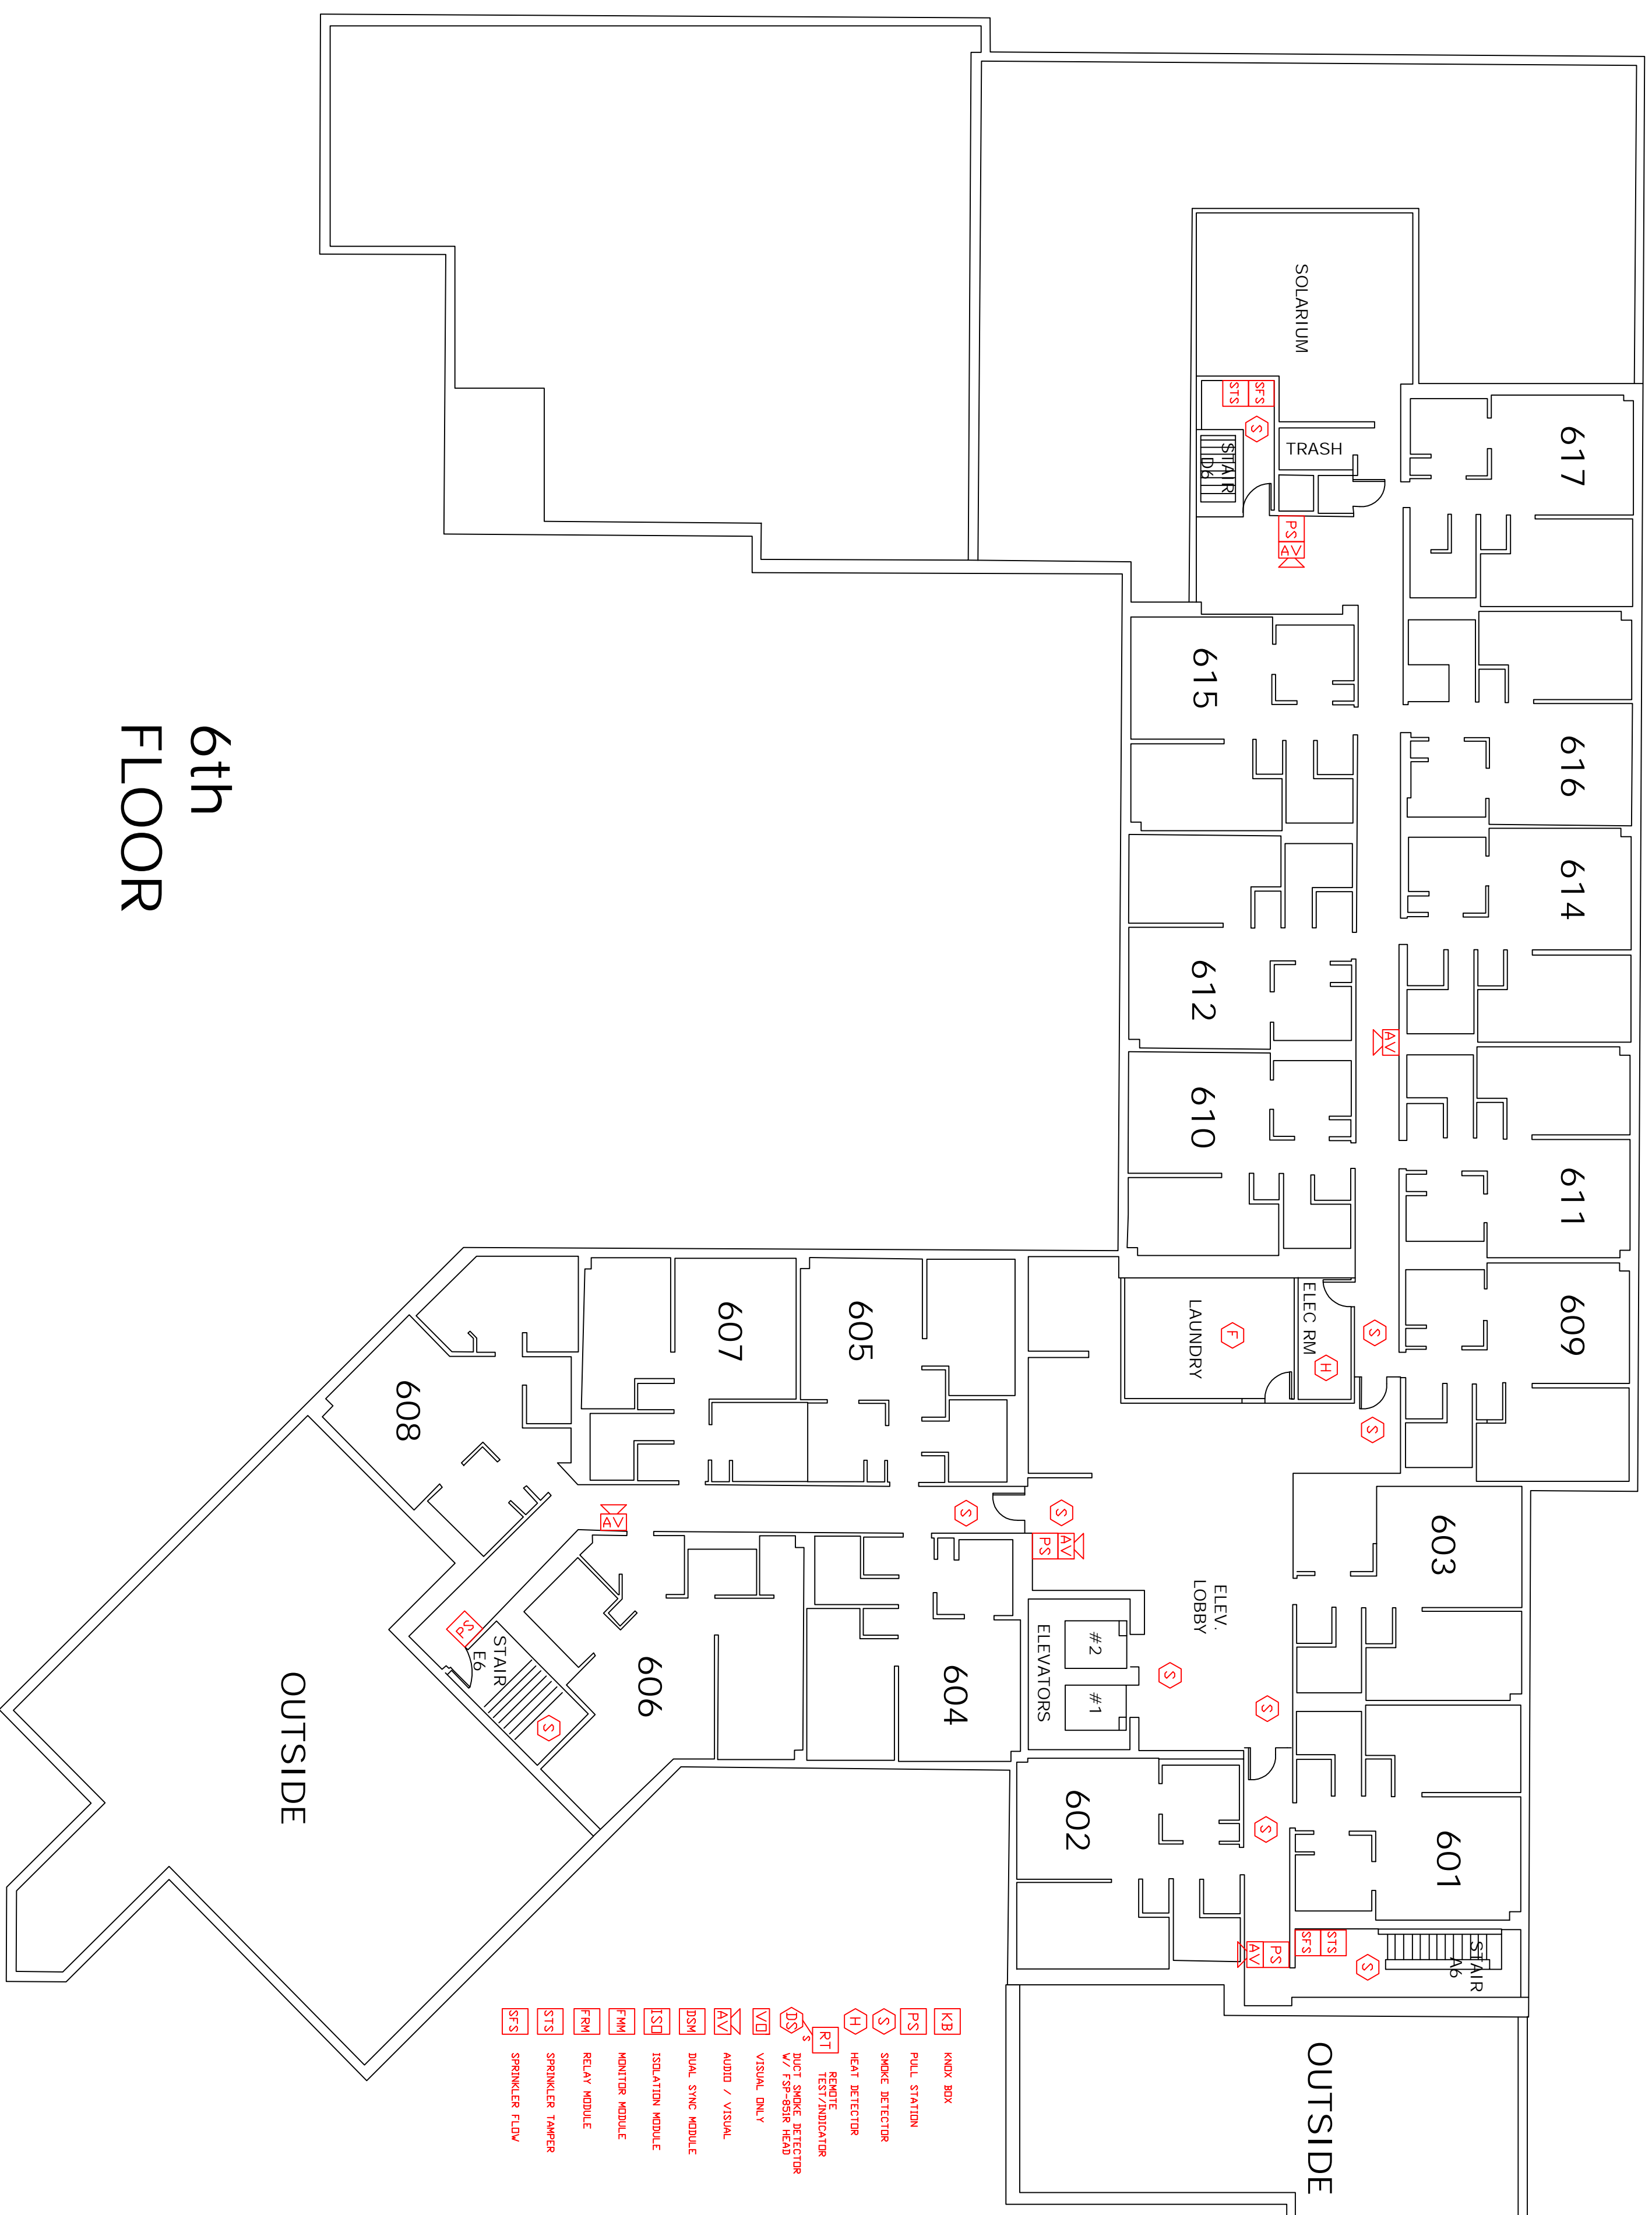 OUTSIDE
STAIR
A6
601
603
609
611
614
616
617
STS
SFS
S
PS
AV
S
S
S
602
ELEV.
LOBBY
S
S
H
ELEC RM
F
LAUNDRY
AV
610
612
615
AV
PS
TRASH
S
SFS
STS
STAIR
D6
SOLARIUM
#2
#1
ELEVATORS
AV
PS
S
S
604
605
607
606
608
AV
PS
STAIR
E6
S
OUTSIDE
6th
FLOOR
KB KNOX BOX
PS PULL STATION
S SMOKE DETECTOR
H HEAT DETECTOR
RT REMOTE
TEST/INDICATOR
S
DS DUCT SMOKE DETECTOR
W/ FSP-851R HEAD
VO VISUAL ONLY
AV AUDIO / VISUAL
DSM DUAL SYNC MODULE
ISO ISOLATION MODULE
FMM MONITOR MODULE
FRM RELAY MODULE
STS SPRINKLER TAMPER
SFS SPRINKLER FLOW